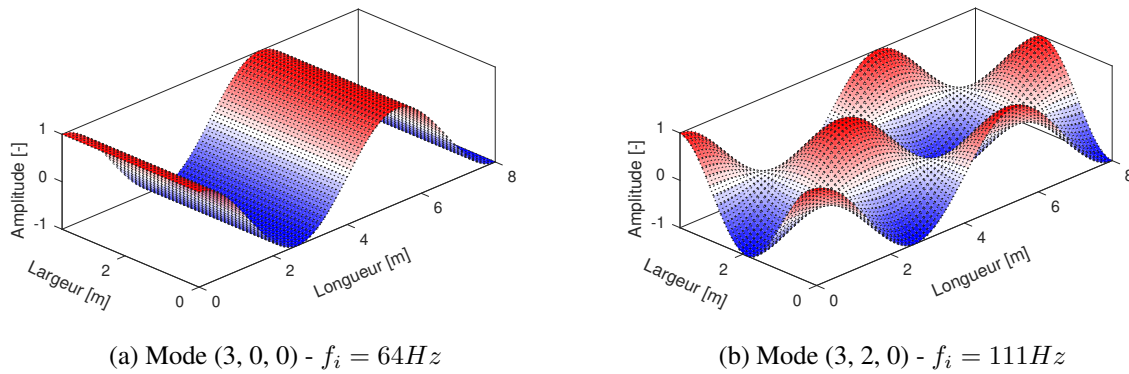 1
0
-1
Amplitude [-]
Largeur [m]
2
0
0
2
4
6
8
Longueur [m]
1
0
-1
Amplitude [-]
Largeur [m]
2
0
0
2
4
6
8
Longueur [m]
(a) Mode (3, 0, 0) - f_i = 64Hz
(b) Mode (3, 2, 0) - f_i = 111Hz